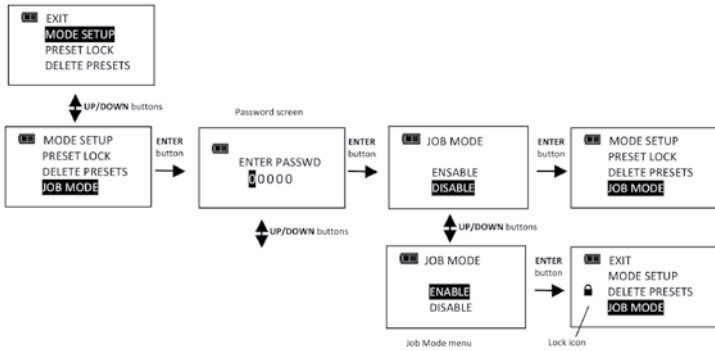 EXIT
MODE SETUP
PRESET LOCK
DELETE PRESETS
UP/DOWN buttons
Password screen
MODE SETUP
PRESET LOCK
DELETE PRESETS
JOB MODE
ENTER
button
ENTER PASSWD
00000
ENTER
button
JOB MODE
ENSABLE
DISABLE
ENTER
button
MODE SETUP
PRESET LOCK
DELETE PRESETS
JOB MODE
UP/DOWN buttons
UP/DOWN buttons
JOB MODE
ENABLE
DISABLE
ENTER
button
EXIT
MODE SETUP
DELETE PRESETS
JOB MODE
Job Mode menu
Lock icon